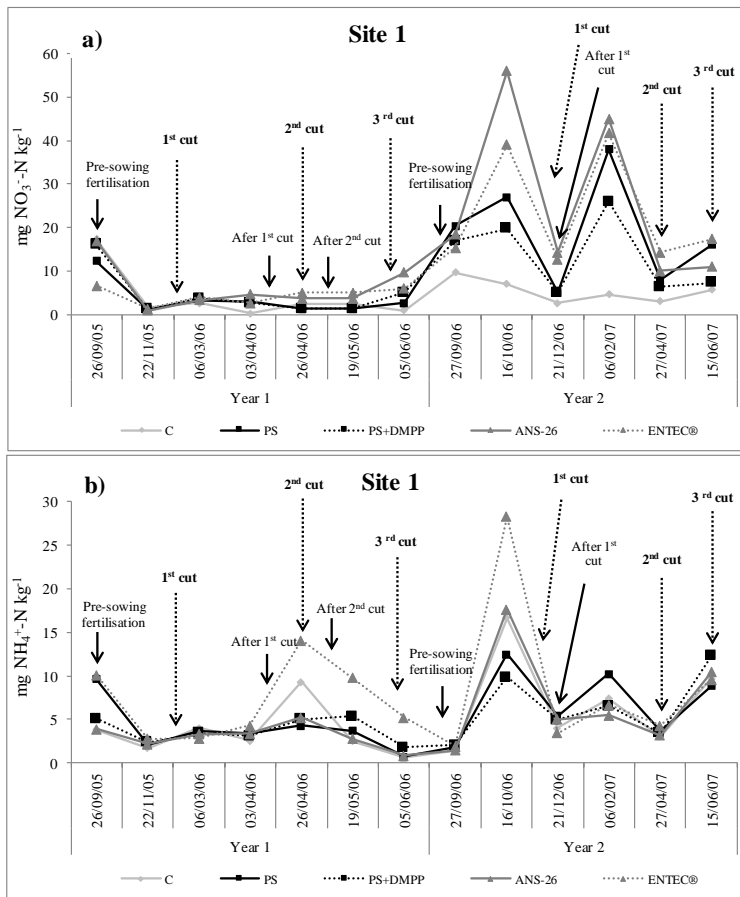 a)
Site 1
mg NO₃⁻-N kg⁻¹
60
50
40
30
20
10
0
Pre-sowing
fertilisation
1st cut
Afer 1st cut
2nd cut
After 2nd cut
3 rd cut
Pre-sowing
fertilisation
1st cut
After 1st
cut
2nd cut
3 rd cut
26/09/05
22/11/05
06/03/06
03/04/06
26/04/06
19/05/06
05/06/06
27/09/06
16/10/06
21/12/06
06/02/07
27/04/07
15/06/07
Year 1
Year 2
C
PS
PS+DMPP
ANS-26
ENTEC®
b)
Site 1
mg NH₄⁺-N kg⁻¹
30
25
20
15
10
5
0
Pre-sowing
fertilisation
1st cut
After 1st cut
2nd cut
After 2nd cut
3 rd cut
Pre-sowing
fertilisation
1st cut
After 1st
cut
2nd cut
3 rd cut
26/09/05
22/11/05
06/03/06
03/04/06
26/04/06
19/05/06
05/06/06
27/09/06
16/10/06
21/12/06
06/02/07
27/04/07
15/06/07
Year 1
Year 2
C
PS
PS+DMPP
ANS-26
ENTEC®